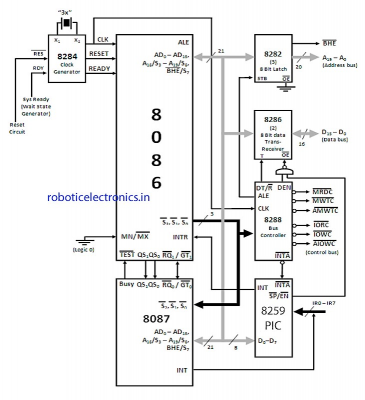 "3x"
X₁ X₂
8284
Clock
Generator
CLK
RESET
READY
RES
RDY
Sys Ready
(Wait state
Generator)
Reset
Circuit
ALE
AD₀ – AD₁₅,
A₁₆/S₃ – A₁₉/S₆,
BHE/S₇
8
0
8
6
roboticelectronics.in
21
8282
(3)
8 Bit Latch
STB OE
BHE
A₁₉ – A₀
(Address bus)
20
8286
(2)
8 Bit data
Trans-
Receiver
T OE
D₁₅ – D₀
(Data bus)
16
DT/R DEN
ALE
CLK
8288
Bus
Controller
INTA
MRDC
MWTC
AMWTC
IORC
IOWC
AIOWC
(Control bus)
S₀, S₁, S₂
3
MN/MX
(Logic 0)
INTR
TEST QS₁ QS₀ RQ₀ / GT₁
Busy QS₁ QS₀ RQ₀ / GT₀
8087
S₀, S₁, S₂
AD₀ – AD₁₅,
A₁₆/S₃ – A₁₉/S₆,
BHE/S₇
21
8
INT
INT INTA
SP/EN
8259
PIC
D₀–D₇
IR0 – IR7